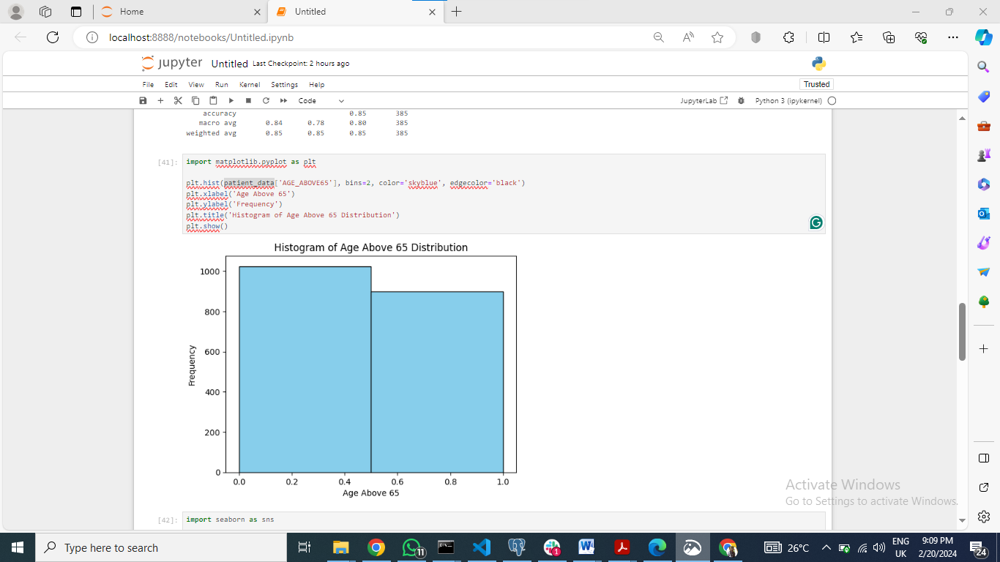 Home
Untitled
localhost:8888/notebooks/Untitled.ipynb
jupyter Untitled Last Checkpoint: 2 hours ago
File Edit View Run Kernel Settings Help
Trusted
Code
JupyterLab
Python 3 (ipykernel)
accuracy 0.85 385
macro avg 0.84 0.78 0.80 385
weighted avg 0.85 0.85 0.85 385
[41]:
import matplotlib.pyplot as plt
plt.hist(patient_data['AGE_ABOVE65'], bins=2, color='skyblue', edgecolor='black')
plt.xlabel('Age Above 65')
plt.ylabel('Frequency')
plt.title('Histogram of Age Above 65 Distribution')
plt.show()
Histogram of Age Above 65 Distribution
1000
800
600
400
200
0
Frequency
0.0 0.2 0.4 0.6 0.8 1.0
Age Above 65
[42]:
import seaborn as sns
Activate Windows
Go to Settings to activate Windows.
Type here to search
11
1
26°C
ENG
UK
9:09 PM
2/20/2024
24